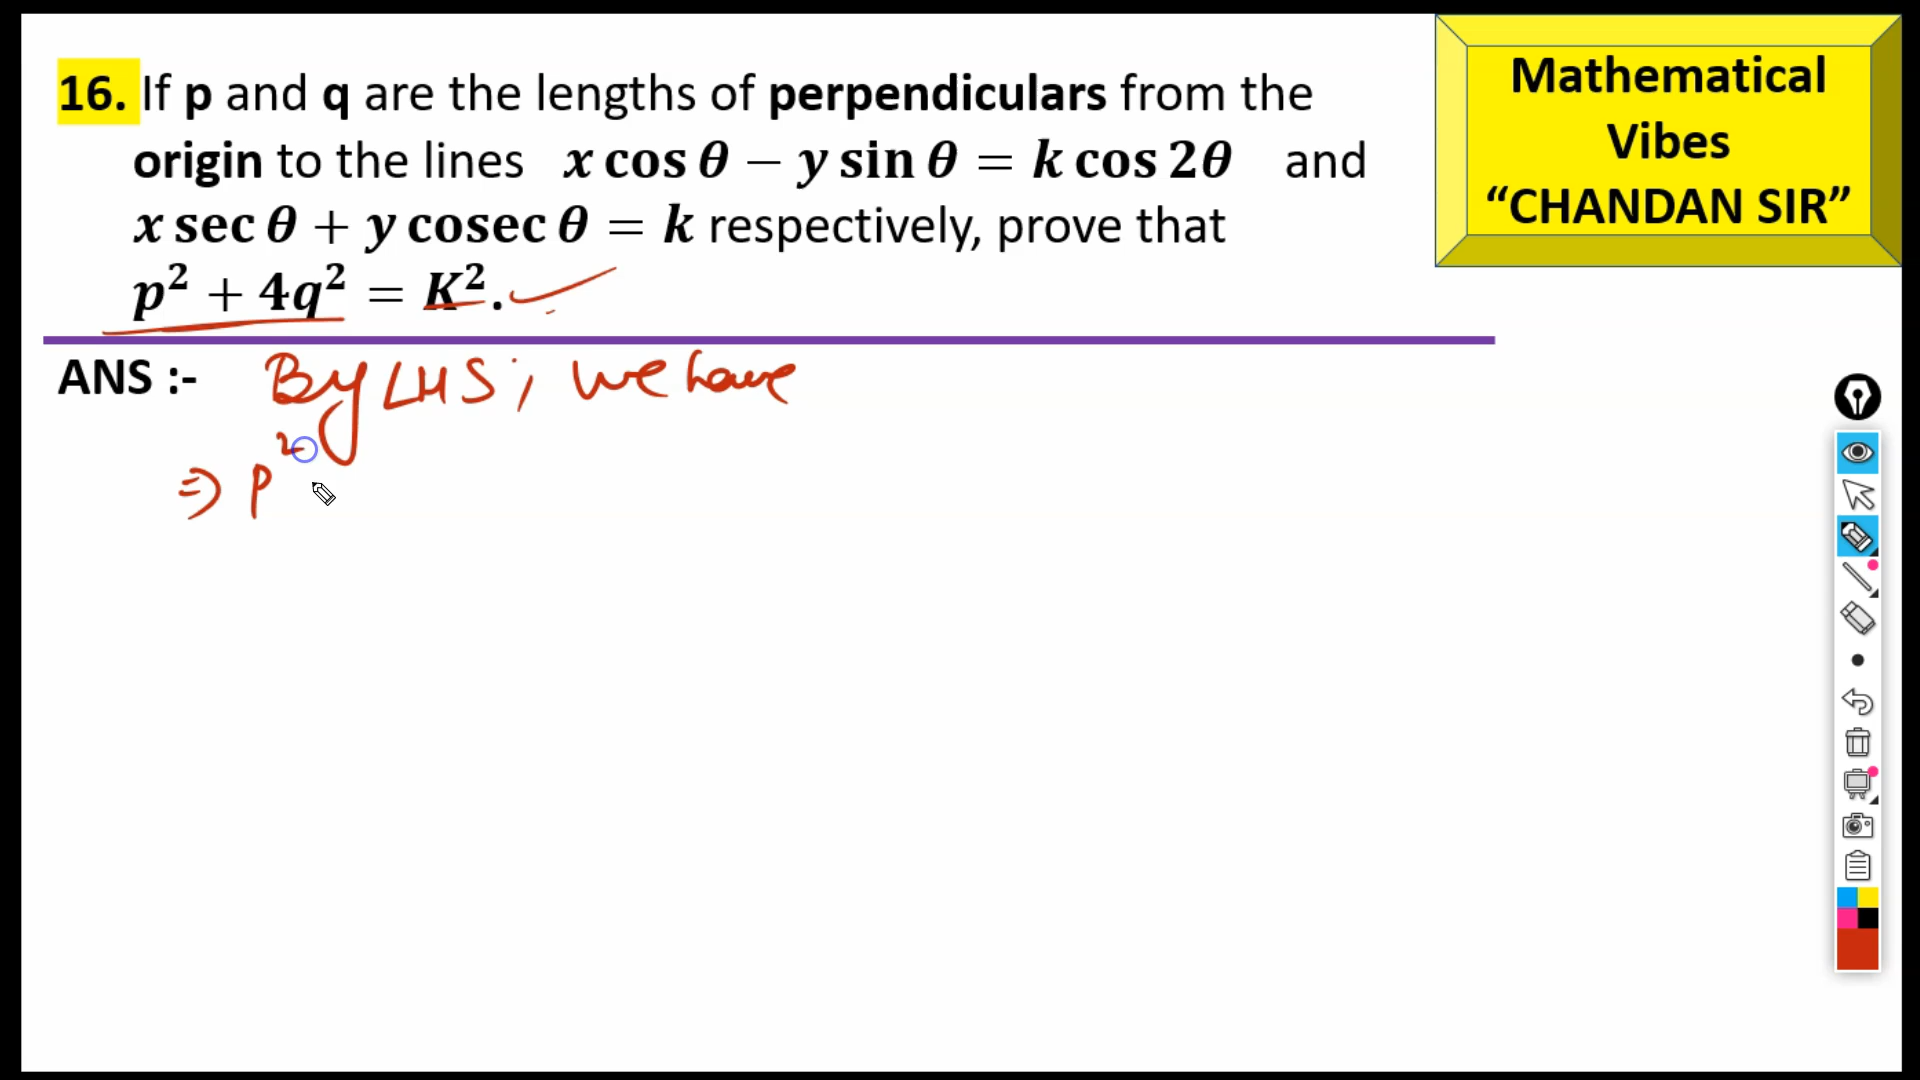 16. If p and q are the lengths of perpendiculars from the
origin to the lines x cos θ − y sin θ = k cos 2θ and
x sec θ + y cosec θ = k respectively, prove that
p² + 4q² = K².
Mathematical
Vibes
“CHANDAN SIR”
ANS :- By LHS; we have
⇒ p²